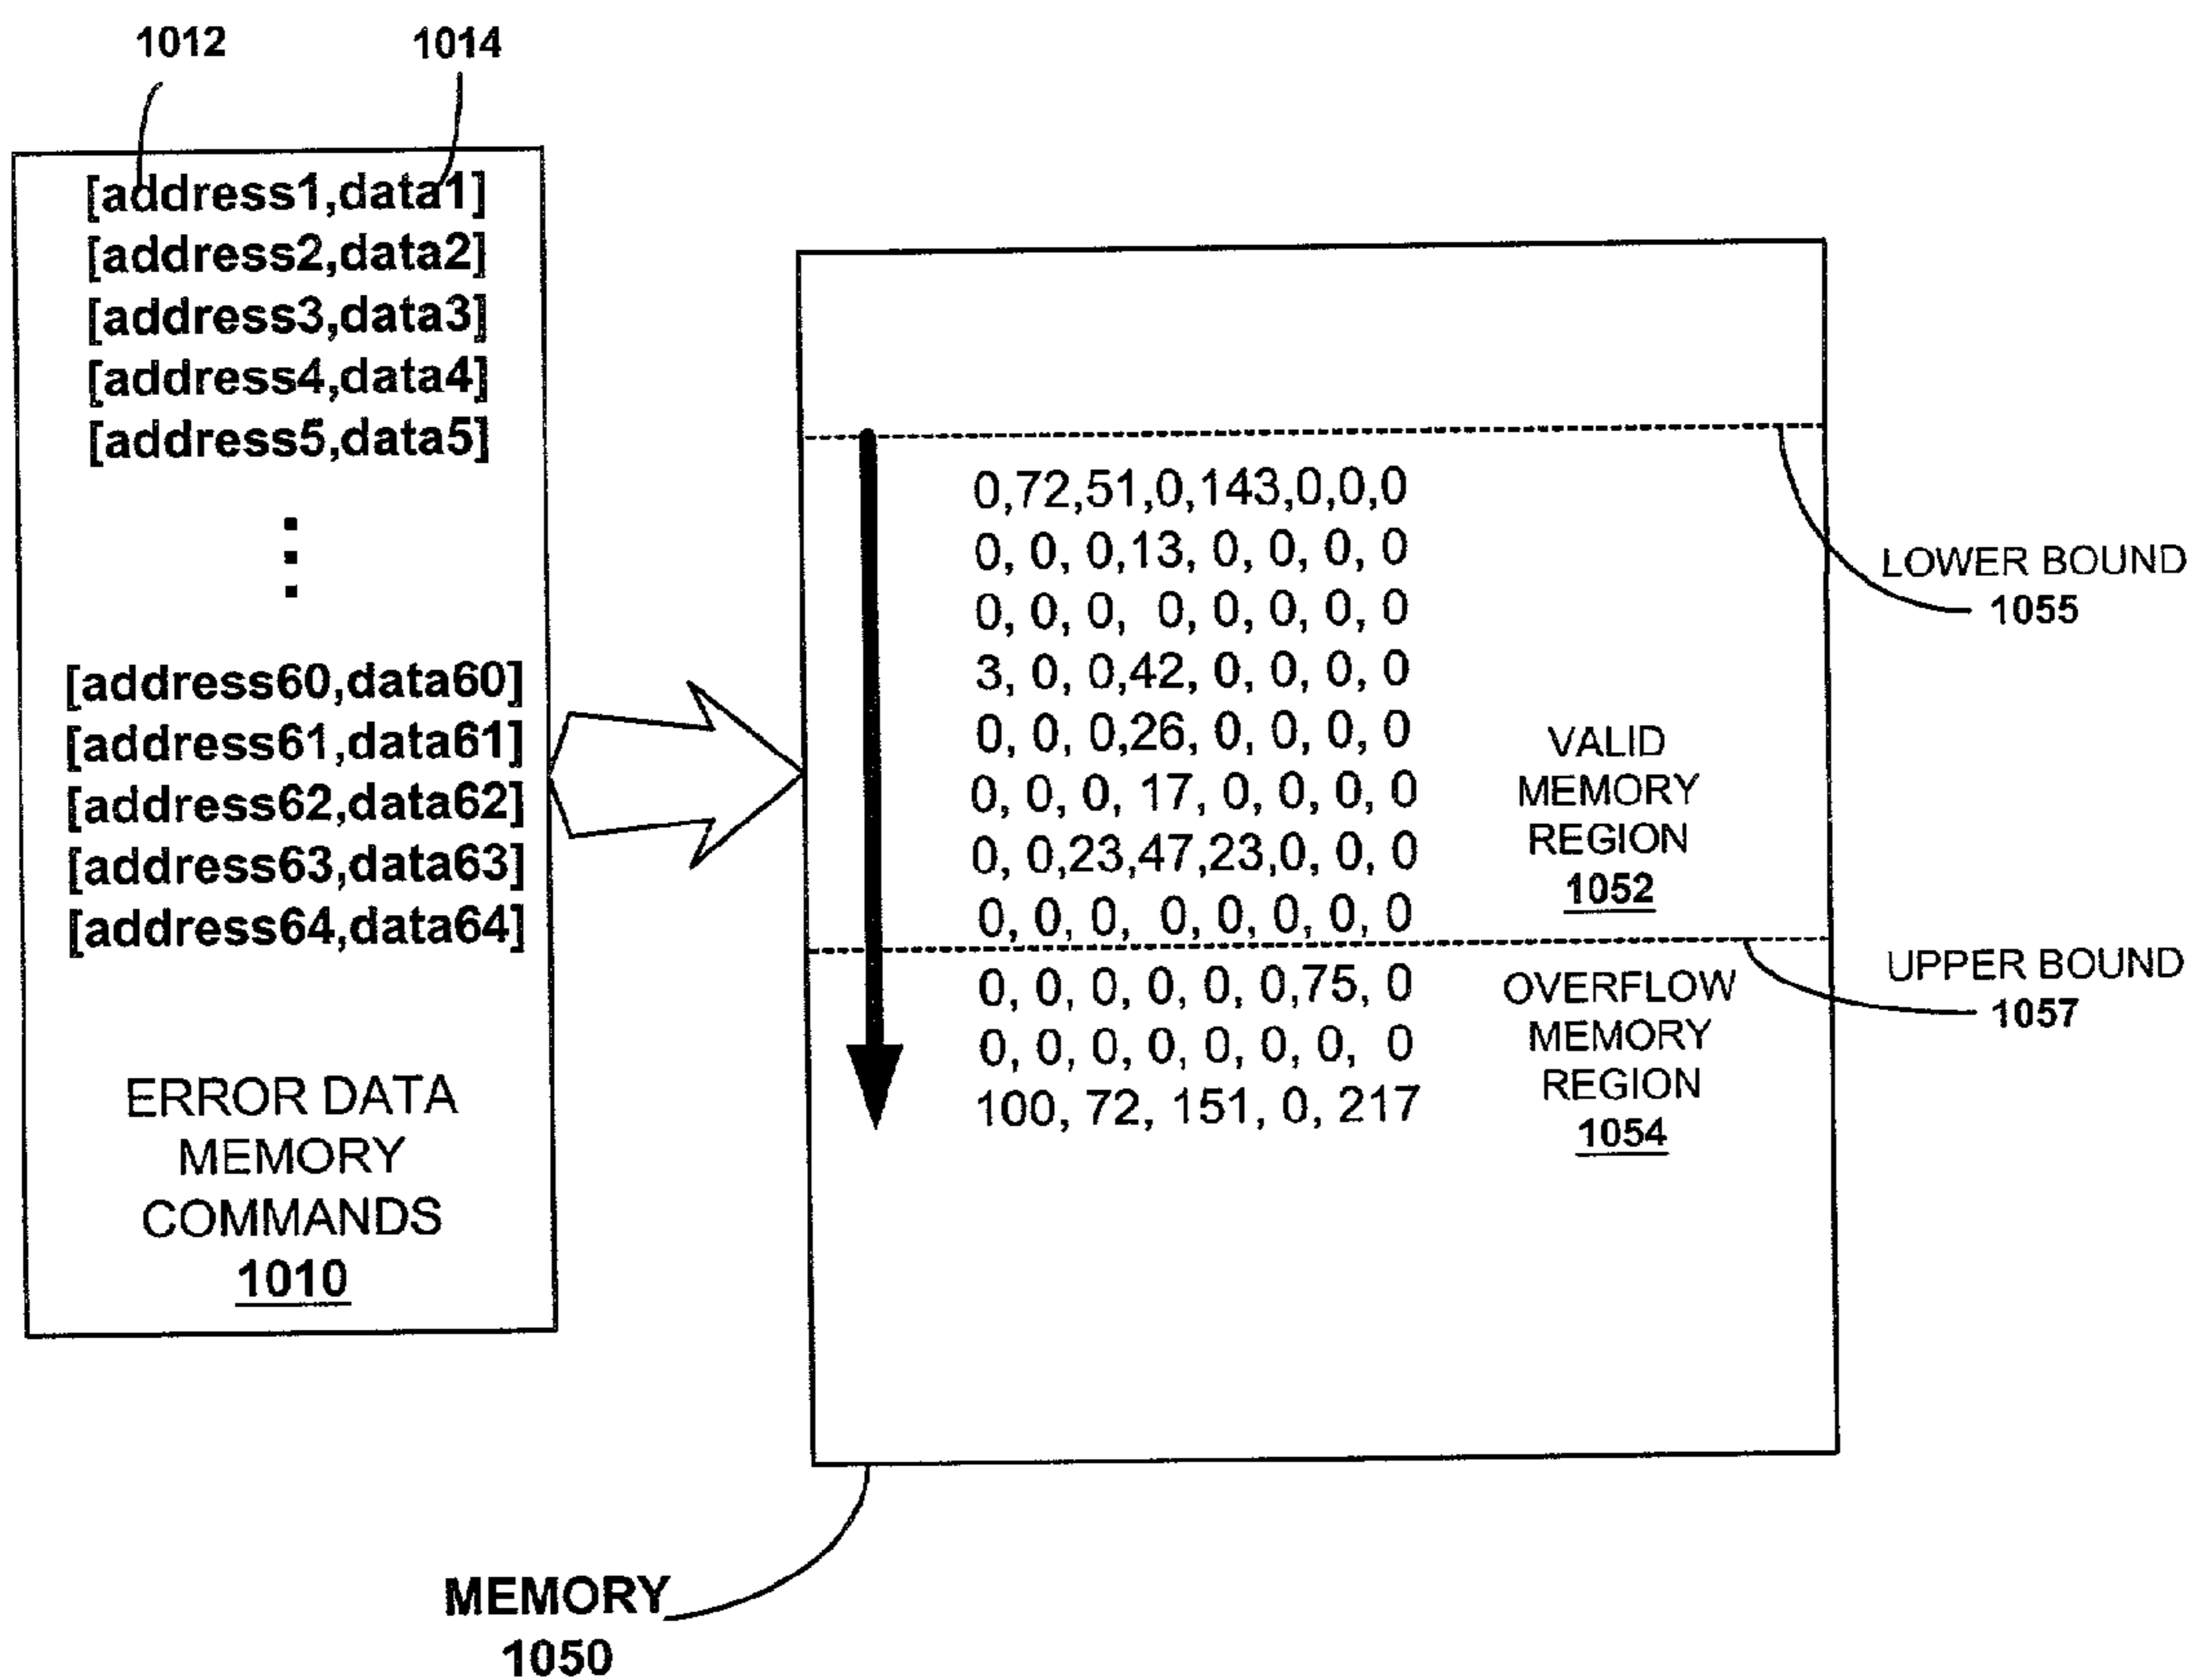 1012
1014
[address1,data1]
[address2,data2]
[address3,data3]
[address4,data4]
[address5,data5]
[address60,data60]
[address61,data61]
[address62,data62]
[address63,data63]
[address64,data64]
ERROR DATA
MEMORY
COMMANDS
1010
0,72,51,0,143,0,0,0
0, 0, 0,13, 0, 0, 0, 0
0, 0, 0, 0, 0, 0, 0, 0
3, 0, 0,42, 0, 0, 0, 0
0, 0, 0,26, 0, 0, 0, 0
0, 0, 0, 17, 0, 0, 0, 0
0, 0,23,47,23,0, 0, 0
0, 0, 0, 0, 0, 0, 0, 0
VALID
MEMORY
REGION
1052
0, 0, 0, 0, 0, 0,75, 0
0, 0, 0, 0, 0, 0, 0, 0
100, 72, 151, 0, 217
OVERFLOW
MEMORY
REGION
1054
LOWER BOUND
1055
UPPER BOUND
1057
MEMORY
1050